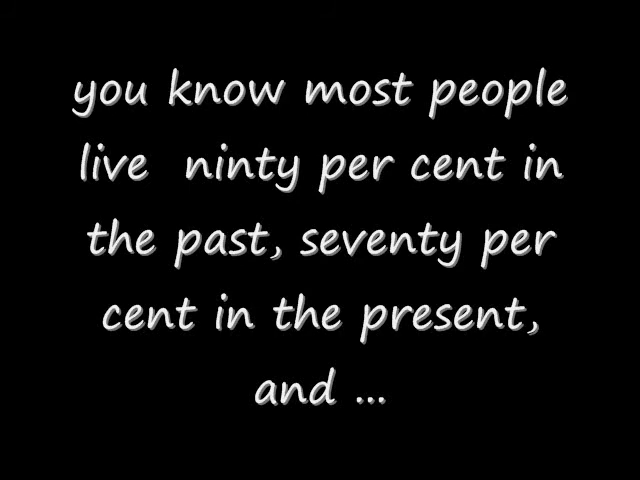 you know most people
live ninty per cent in
the past, seventy per
cent in the present,
and ...